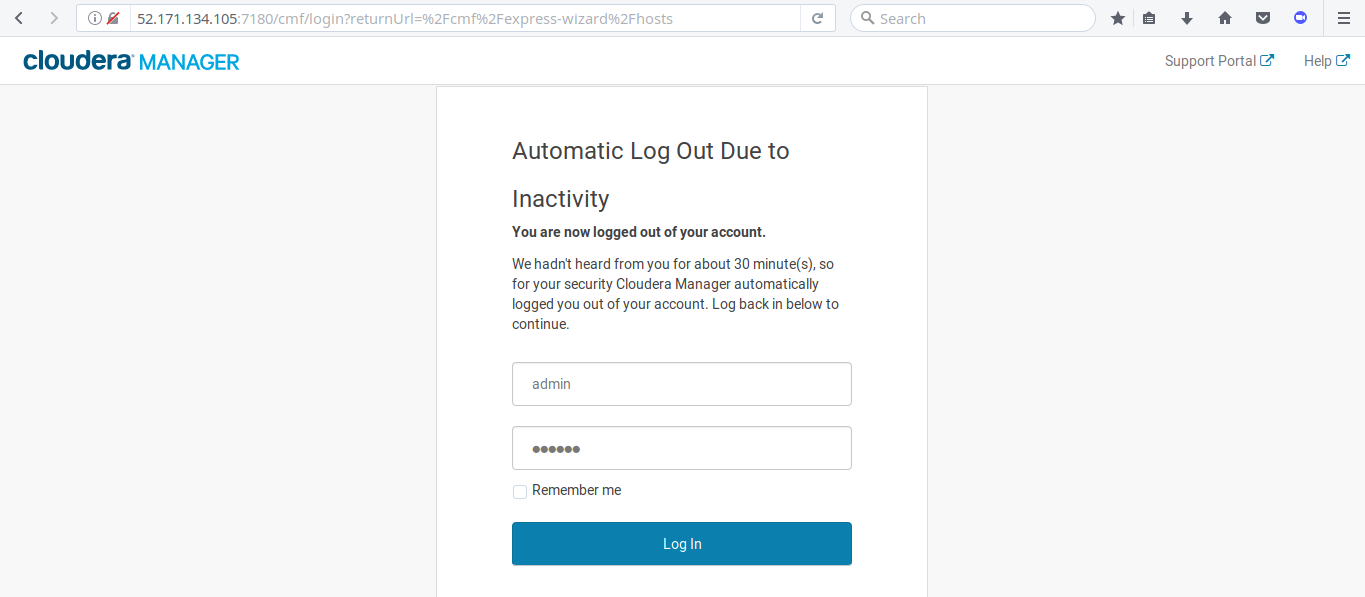 52.171.134.105:7180/cmf/login?returnUrl=%2Fcmf%2Fexpress-wizard%2Fhosts
Search
cloudera MANAGER
Support Portal
Help
Automatic Log Out Due to
Inactivity
You are now logged out of your account.
We hadn't heard from you for about 30 minute(s), so
for your security Cloudera Manager automatically
logged you out of your account. Log back in below to
continue.
admin
●●●●●●
Remember me
Log In